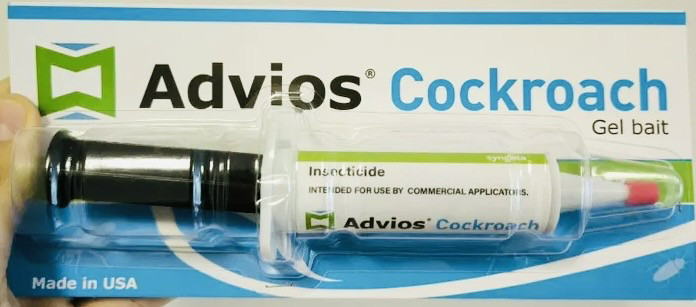 Advios® Cockroach
Gel bait
syngenta
Insecticide
INTENDED FOR USE BY COMMERCIAL APPLICATORS.
Advios® Cockroach
Made in USA